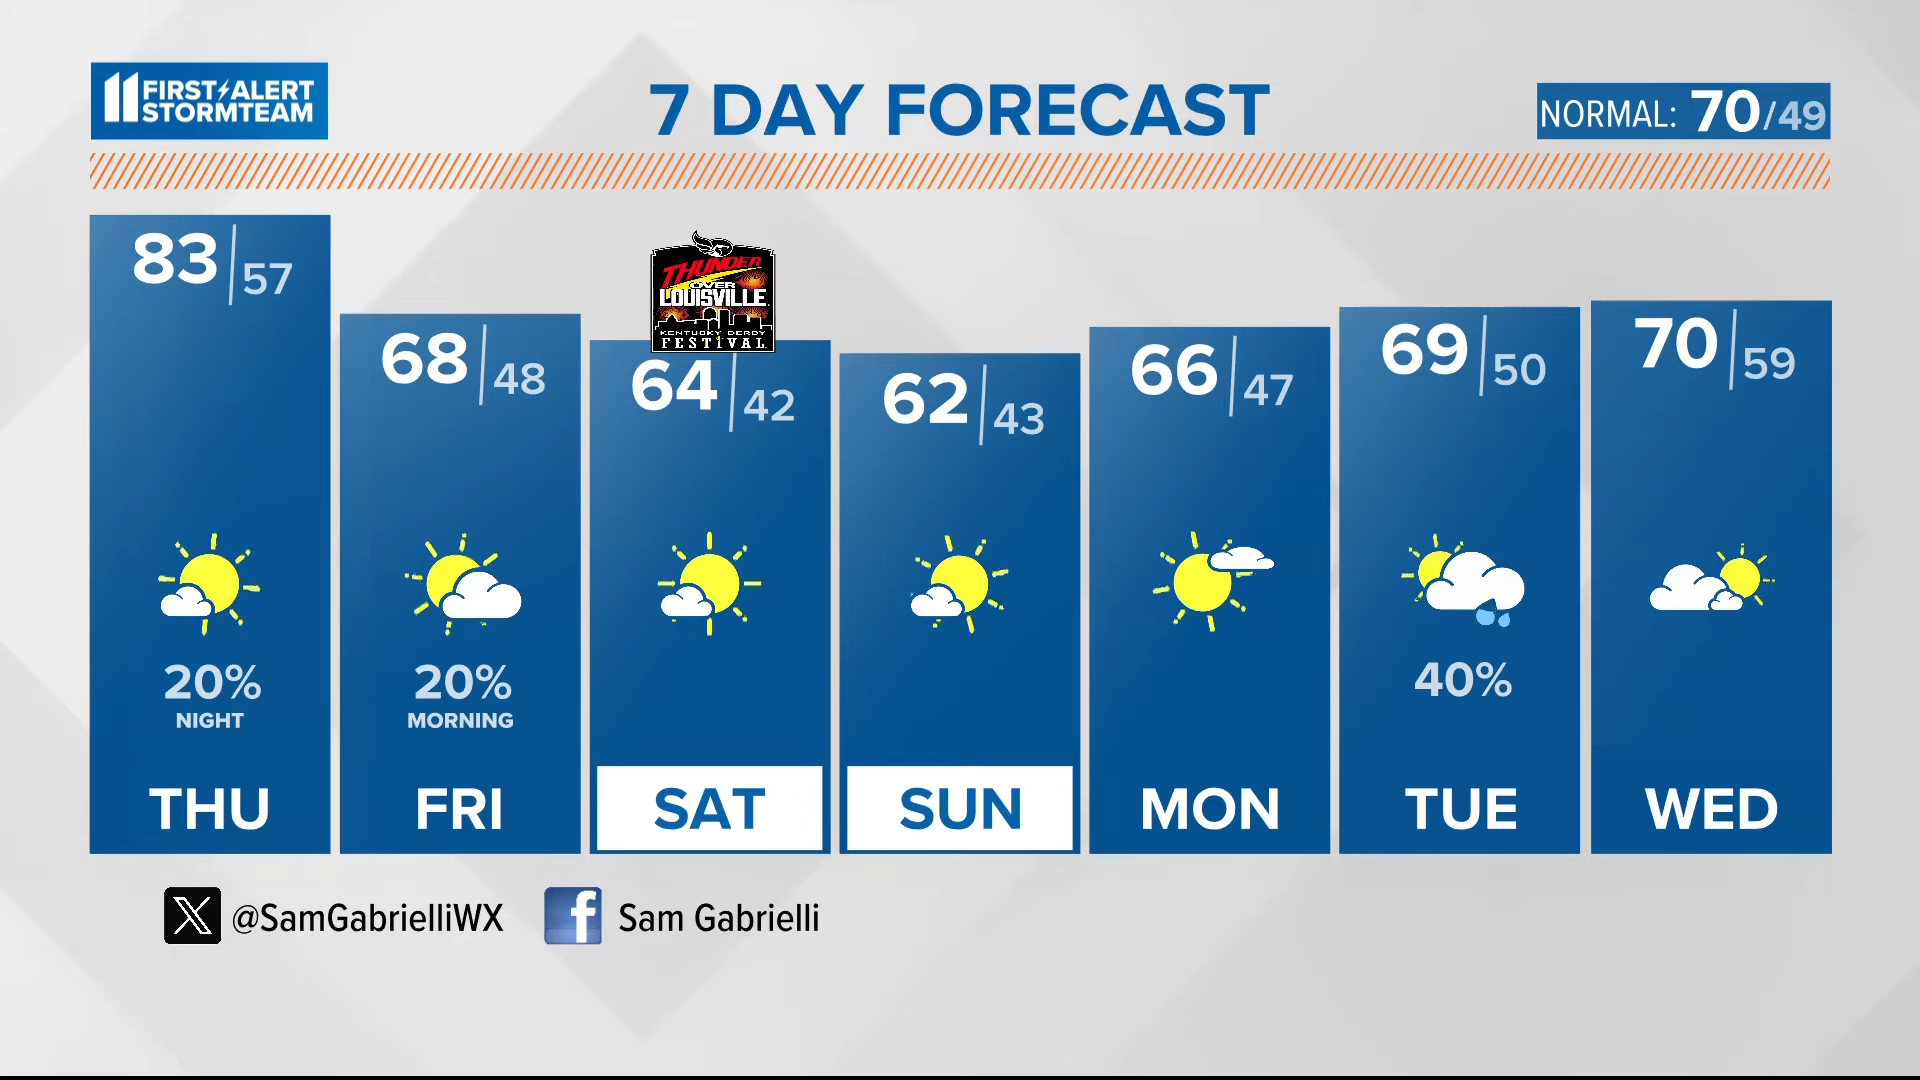 11 FIRST ALERT
STORMTEAM
7 DAY FORECAST
NORMAL: 70/49
83 57
68 48
THUNDER
OVER
LOUISVILLE
KENTUCKY DERBY
FESTIVAL
64 42
62 43
66 47
69 50
70 59
20%
NIGHT
20%
MORNING
40%
THU
FRI
SAT
SUN
MON
TUE
WED
@SamGabrielliWX
f Sam Gabrielli